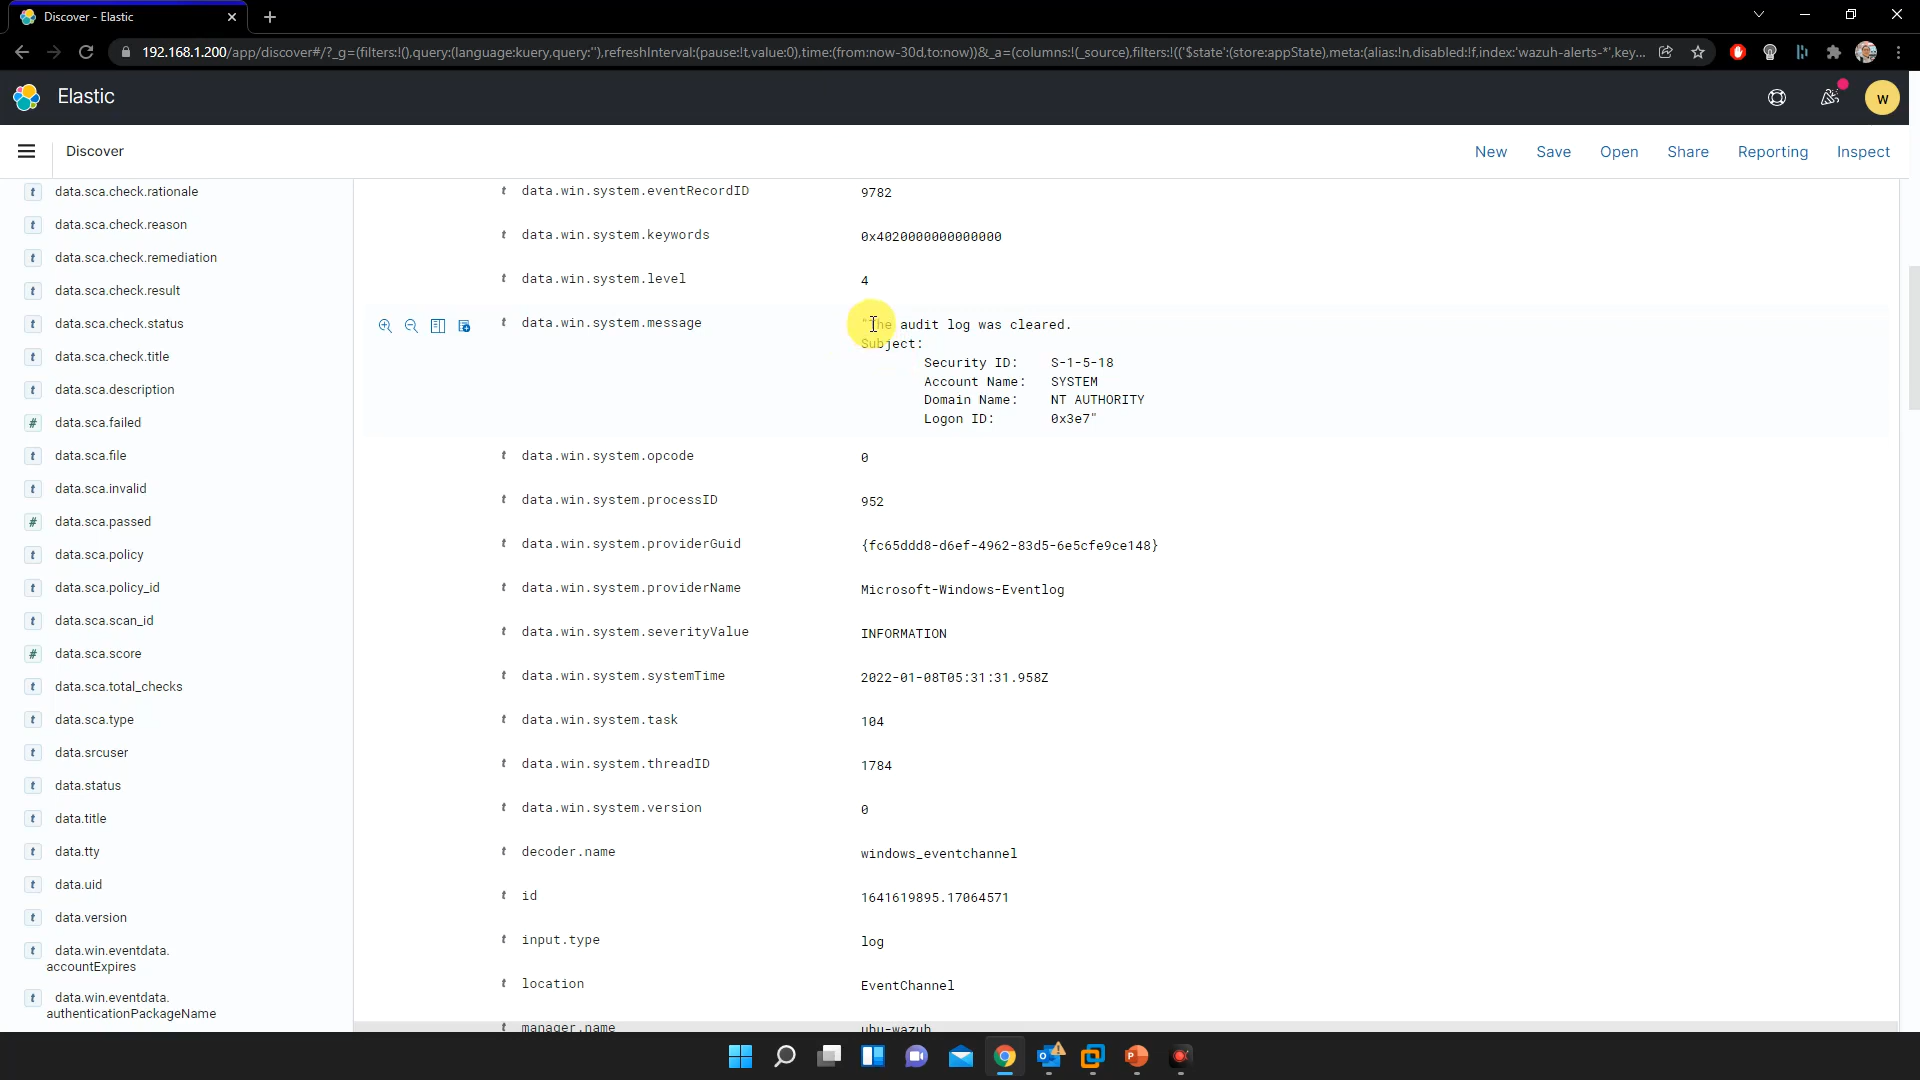 Discover - Elastic
192.168.1.200/app/discover#/?_g=(filters:!(),query:(language:kuery,query:''),refreshInterval:(pause:!t,value:0),time:(from:now-30d,to:now))&_a=(columns:!(_source),filters:!(('$state':(store:appState),meta:(alias:!n,disabled:!f,index:'wazuh-alerts-*',key...
Elastic
w
Discover
New
Save
Open
Share
Reporting
Inspect
t data.sca.check.rationale
t data.sca.check.reason
t data.sca.check.remediation
t data.sca.check.result
t data.sca.check.status
t data.sca.check.title
t data.sca.description
# data.sca.failed
t data.sca.file
t data.sca.invalid
# data.sca.passed
t data.sca.policy
t data.sca.policy_id
t data.sca.scan_id
# data.sca.score
t data.sca.total_checks
t data.sca.type
t data.srcuser
t data.status
t data.title
t data.tty
t data.uid
t data.version
t data.win.eventdata.
accountExpires
t data.win.eventdata.
authenticationPackageName
t data.win.system.eventRecordID 9782
t data.win.system.keywords 0x4020000000000000
t data.win.system.level 4
t data.win.system.message "The audit log was cleared.
Subject:
Security ID: S-1-5-18
Account Name: SYSTEM
Domain Name: NT AUTHORITY
Logon ID: 0x3e7"
t data.win.system.opcode 0
t data.win.system.processID 952
t data.win.system.providerGuid {fc65ddd8-d6ef-4962-83d5-6e5cfe9ce148}
t data.win.system.providerName Microsoft-Windows-Eventlog
t data.win.system.severityValue INFORMATION
t data.win.system.systemTime 2022-01-08T05:31:31.958Z
t data.win.system.task 104
t data.win.system.threadID 1784
t data.win.system.version 0
t decoder.name windows_eventchannel
t id 1641619895.17064571
t input.type log
t location EventChannel
t manager.name ubu-wazuh